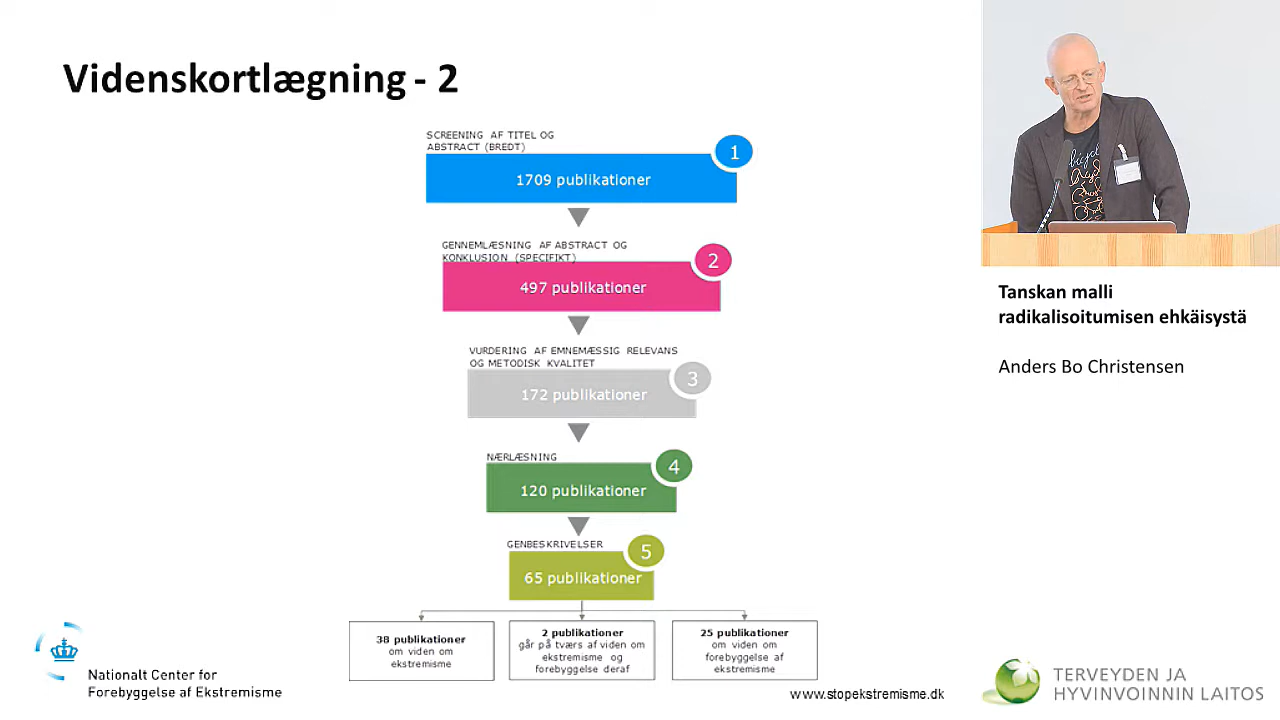 Videnskortlægning - 2
SCREENING AF TITEL OG
ABSTRACT (BREDT)
1
1709 publikationer
GENNEMLÆSNING AF ABSTRACT OG
KONKLUSION (SPECIFIKT)
2
497 publikationer
VURDERING AF EMNEMÆSSIG RELEVANS
OG METODISK KVALITET
3
172 publikationer
NÆRLÆSNING
4
120 publikationer
GENBESKRIVELSER
5
65 publikationer
38 publikationer
om viden om
ekstremisme
2 publikationer
går på tværs af viden om
ekstremisme og
forebyggelse deraf
25 publikationer
om viden om
forebyggelse af
ekstremisme
Nationalt Center for
Forebyggelse af Ekstremisme
www.stopekstremisme.dk
Tanskan malli
radikalisoitumisen ehkäisystä
Anders Bo Christensen
TERVEYDEN JA
HYVINVOINNIN LAITOS